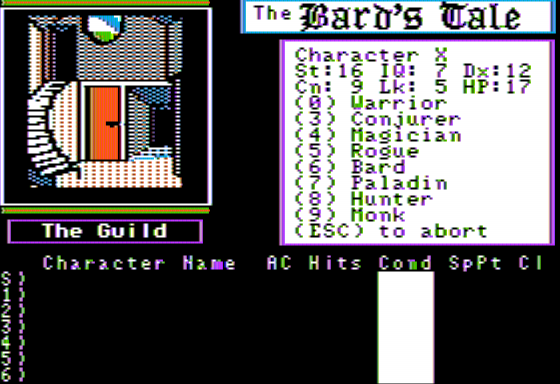 The Bard's Tale
Character X
St:16 IQ: 7 Dx:12
Cn: 9 Lk: 5 HP:17
(0) Warrior
(3) Conjurer
(4) Magician
(5) Rogue
(6) Bard
(7) Paladin
(8) Hunter
(9) Monk
(ESC) to abort
The Guild
Character Name AC Hits Cond SpPt Cl
S)
1)
2)
3)
4)
5)
6)